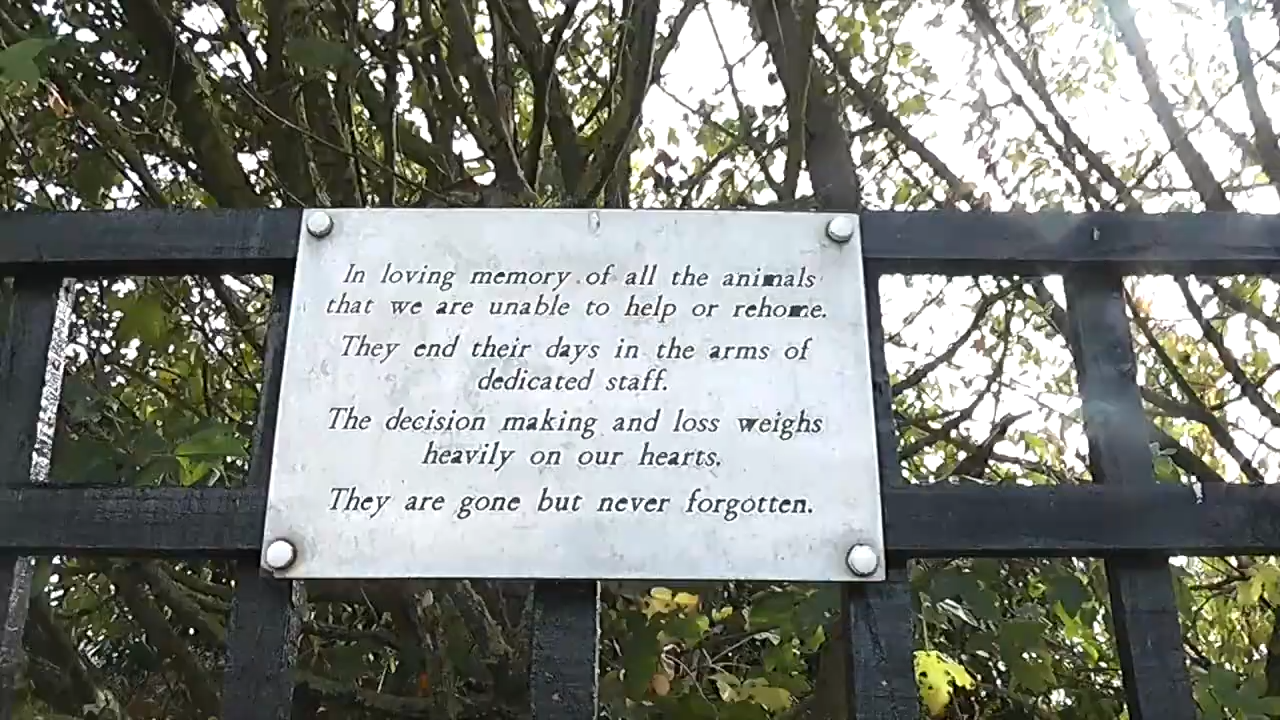 In loving memory of all the animals
that we are unable to help or rehome.
They end their days in the arms of
dedicated staff.
The decision making and loss weighs
heavily on our hearts.
They are gone but never forgotten.